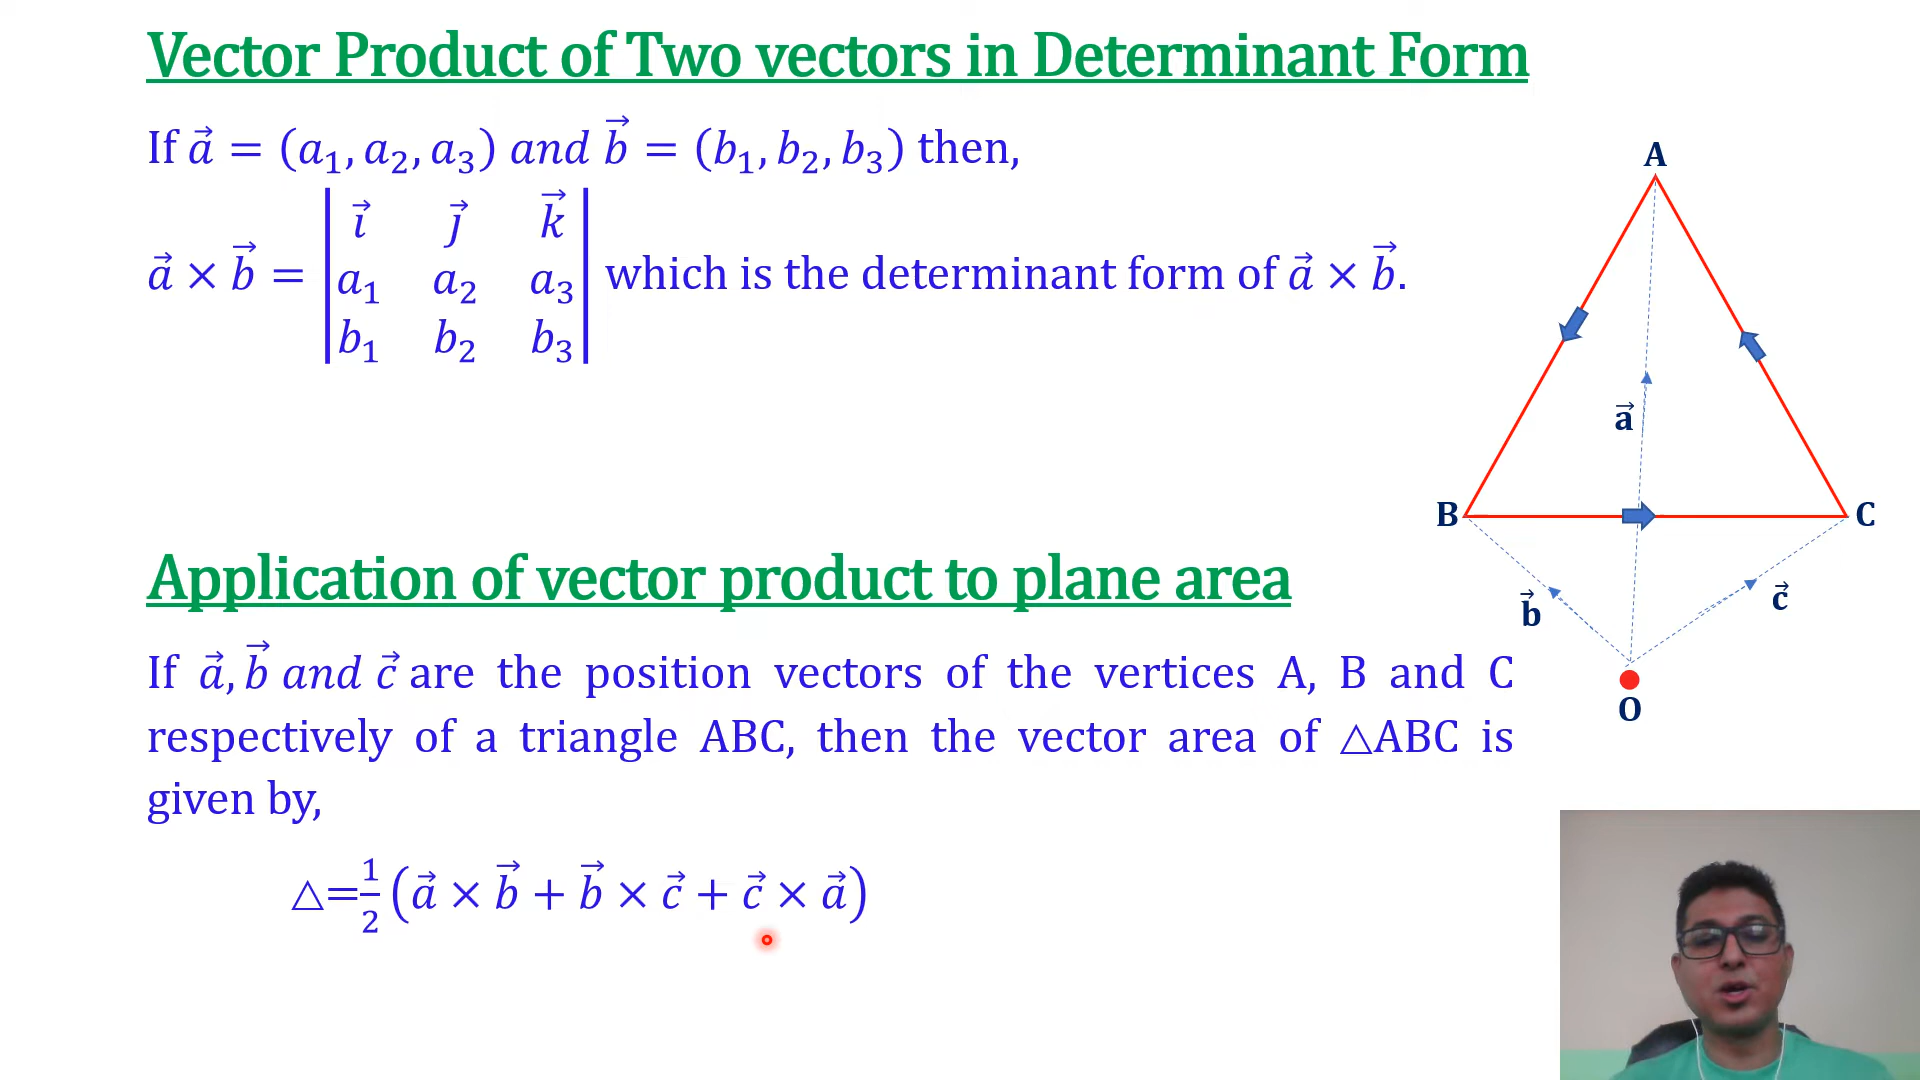 Vector Product of Two vectors in Determinant Form
If a⃗ = (a₁, a₂, a₃) and b⃗ = (b₁, b₂, b₃) then,
a⃗ × b⃗ = | i⃗ j⃗ k⃗ | which is the determinant form of a⃗ × b⃗.
| a₁ a₂ a₃ |
| b₁ b₂ b₃ |
A
a⃗
B
C
b⃗
c⃗
O
Application of vector product to plane area
If a⃗, b⃗ and c⃗ are the position vectors of the vertices A, B and C
respectively of a triangle ABC, then the vector area of △ABC is
given by,
△=½ (a⃗ × b⃗ + b⃗ × c⃗ + c⃗ × a⃗)